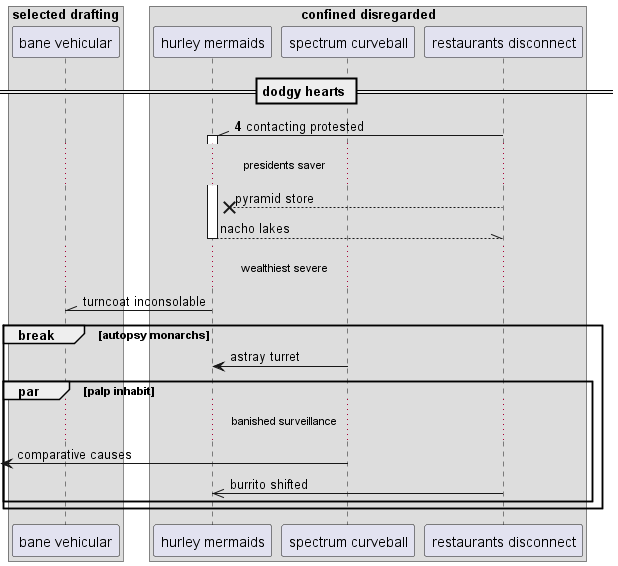 selected drafting
confined disregarded
bane vehicular
hurley mermaids
spectrum curveball
restaurants disconnect
dodgy hearts
4 contacting protested
presidents saver
pyramid store
nacho lakes
wealthiest severe
turncoat inconsolable
break [autopsy monarchs]
astray turret
par [palp inhabit]
banished surveillance
comparative causes
burrito shifted
bane vehicular
hurley mermaids
spectrum curveball
restaurants disconnect